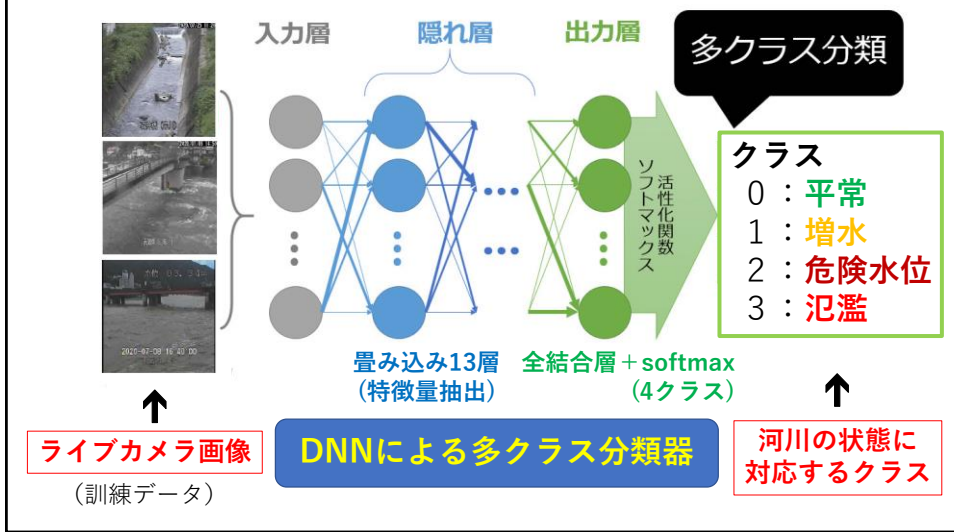 入力層
隠れ層
出力層
多クラス分類
活性化関数
ソフトマックス
クラス
0:平常
1:増水
2:危険水位
3:氾濫
2020-07-08 16 40 00
畳み込み13層
(特徴量抽出)
全結合層+softmax
(4クラス)
ライブカメラ画像
(訓練データ)
DNNによる多クラス分類器
河川の状態に
対応するクラス